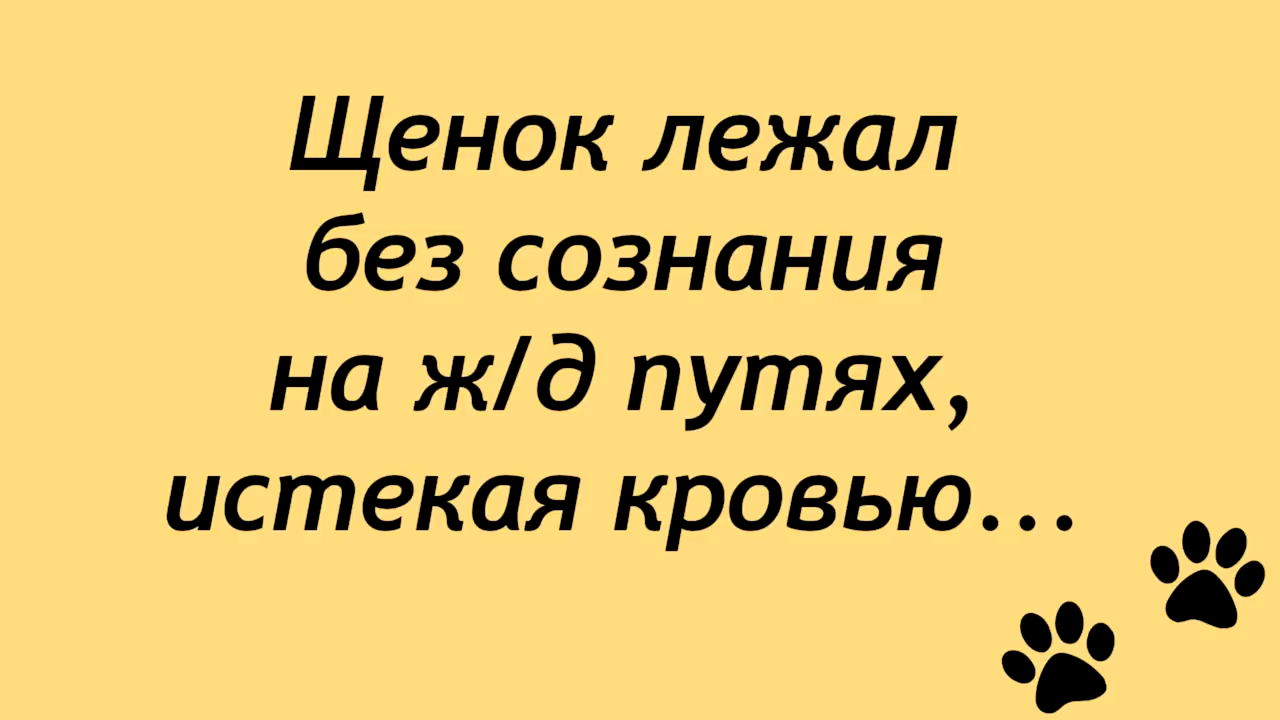 Щенок лежал
без сознания
на ж/д путях,
истекая кровью...